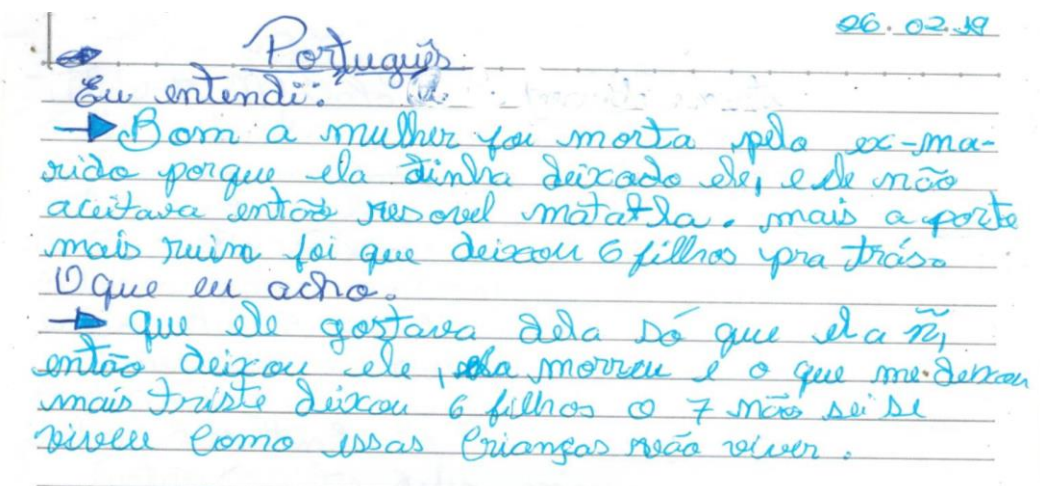 26.02.19
Português
Eu entendi:
Bom a mulher foi morta pelo ex-ma-
rido porque ela tinha deixado ele, e ele não
aceitava então resovel matatla. mais a parte
mais ruim foi que deixou 6 filhos pra trás.
O que eu acho.
que ele gostava dela só que ela ñ,
então deixou ele, ela morreu e o que me deixou
mais triste deixou 6 filhos o 7 não sei se
viveu como essas crianças vão viver.